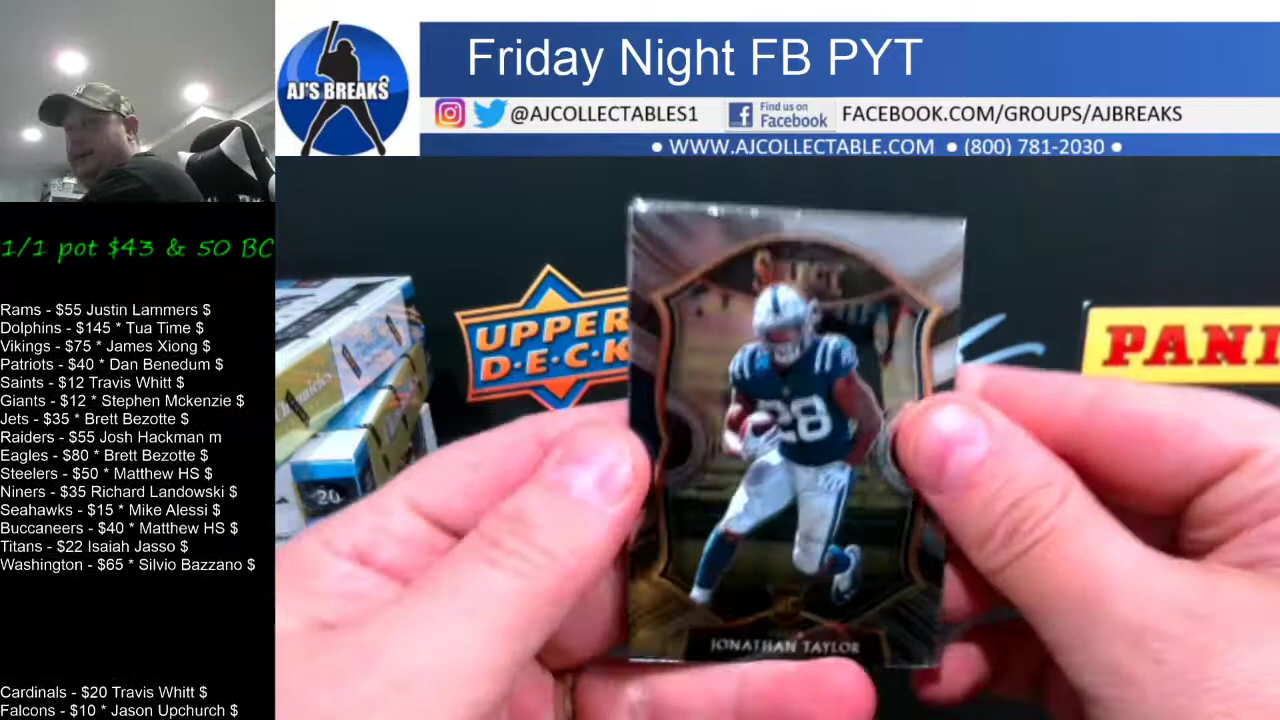 Friday Night FB PYT
AJ'S BREAKS
@AJCOLLECTABLES1
Find us on
Facebook
FACEBOOK.COM/GROUPS/AJBREAKS
• WWW.AJCOLLECTABLE.COM • (800) 781-2030 •
1/1 pot $43 & 50 BC
Rams - $55 Justin Lammers $
Dolphins - $145 * Tua Time $
Vikings - $75 * James Xiong $
Patriots - $40 * Dan Benedum $
Saints - $12 Travis Whitt $
Giants - $12 * Stephen Mckenzie $
Jets - $35 * Brett Bezotte $
Raiders - $55 Josh Hackman m
Eagles - $80 * Brett Bezotte $
Steelers - $50 * Matthew HS $
Niners - $35 Richard Landowski $
Seahawks - $15 * Mike Alessi $
Buccaneers - $40 * Matthew HS $
Titans - $22 Isaiah Jasso $
Washington - $65 * Silvio Bazzano $
Cardinals - $20 Travis Whitt $
Falcons - $10 * Jason Upchurch $
Chronicles
20
UPPER
D•E•C•K
SELECT
28
JONATHAN TAYLOR
PANI